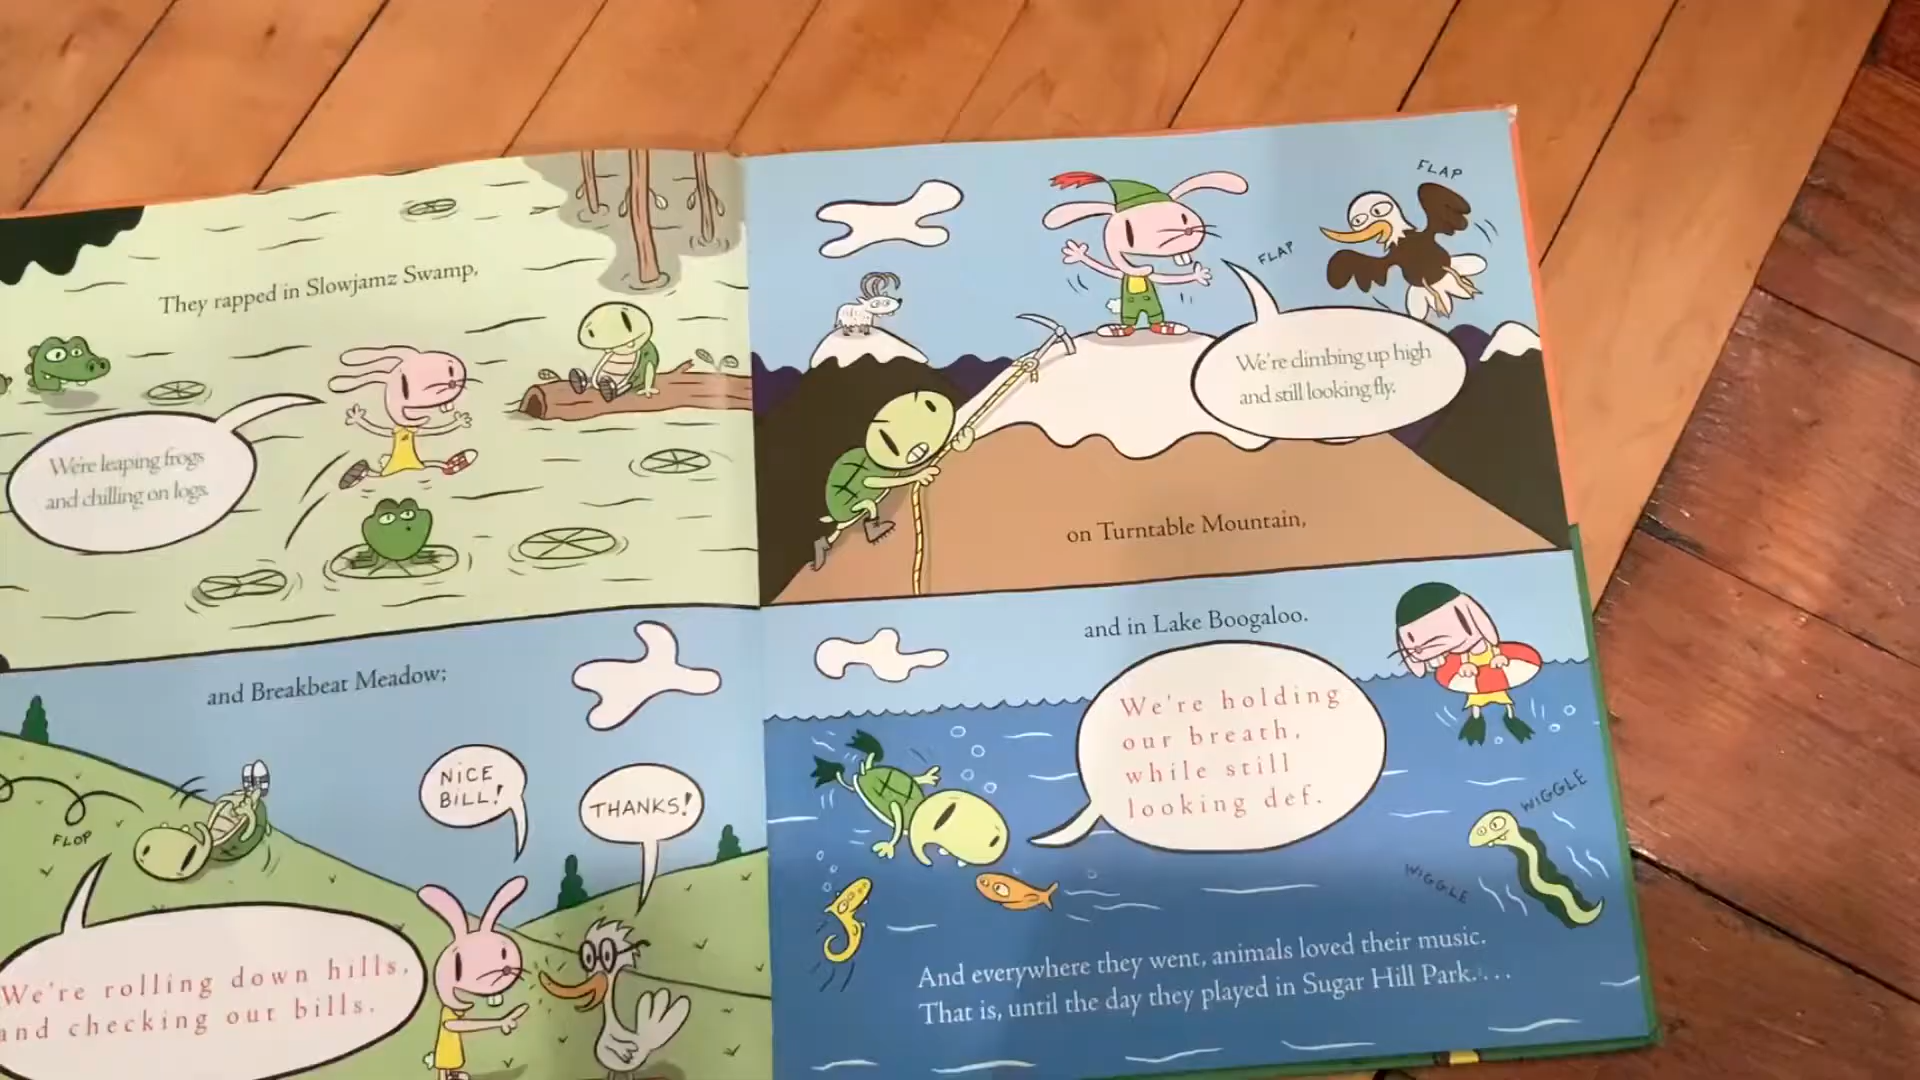 They rapped in Slowjamz Swamp,
We're leaping frogs
and chilling on logs.
and Breakbeat Meadow;
FLOP
NICE
BILL!
THANKS!
We're rolling down hills,
and checking out bills.
FLAP
FLAP
We're climbing up high
and still looking fly.
on Turntable Mountain,
and in Lake Boogaloo.
We're holding
our breath,
while still
looking def.
WIGGLE
WIGGLE
And everywhere they went, animals loved their music.
That is, until the day they played in Sugar Hill Park. . . .